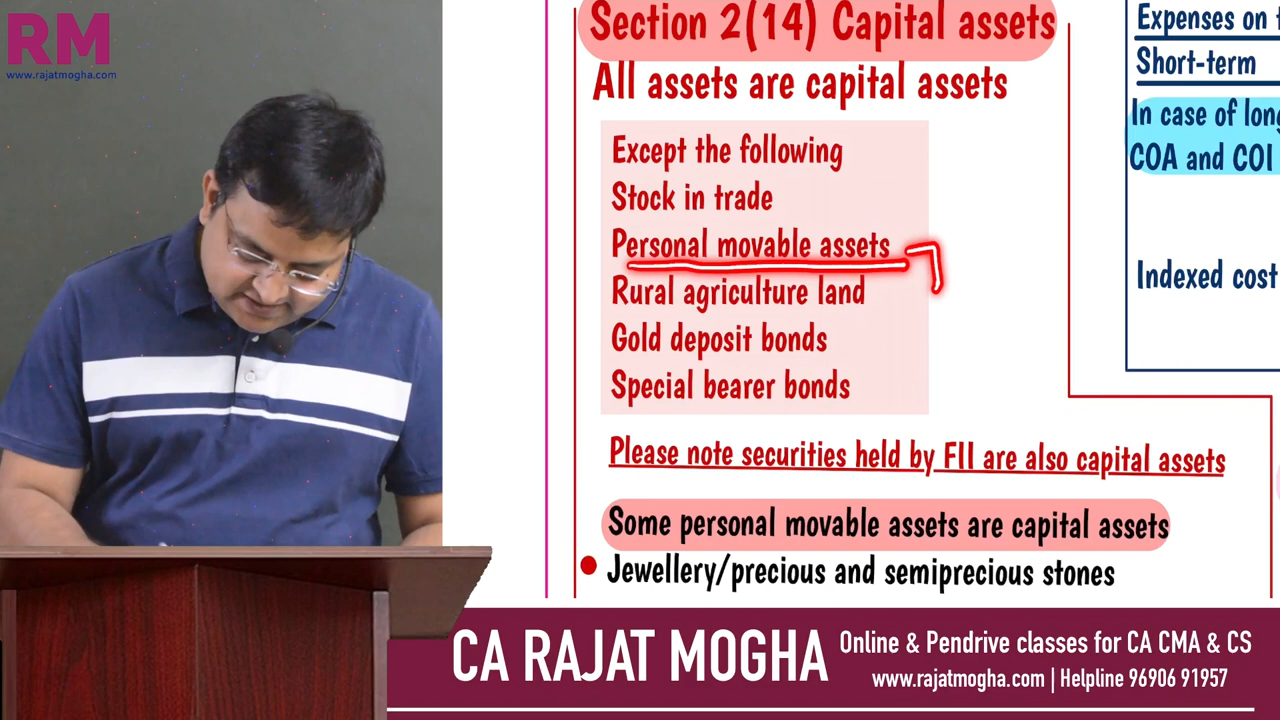 RM
www.rajatmogha.com
Section 2(14) Capital assets
All assets are capital assets
Except the following
Stock in trade
Personal movable assets
Rural agriculture land
Gold deposit bonds
Special bearer bonds
Please note securities held by FII are also capital assets
Some personal movable assets are capital assets
Jewellery/precious and semiprecious stones
Expenses on
Short-term
In case of
COA and COI
Indexed cost
CA RAJAT MOGHA
Online & Pendrive classes for CA CMA & CS
www.rajatmogha.com | Helpline 96906 91957